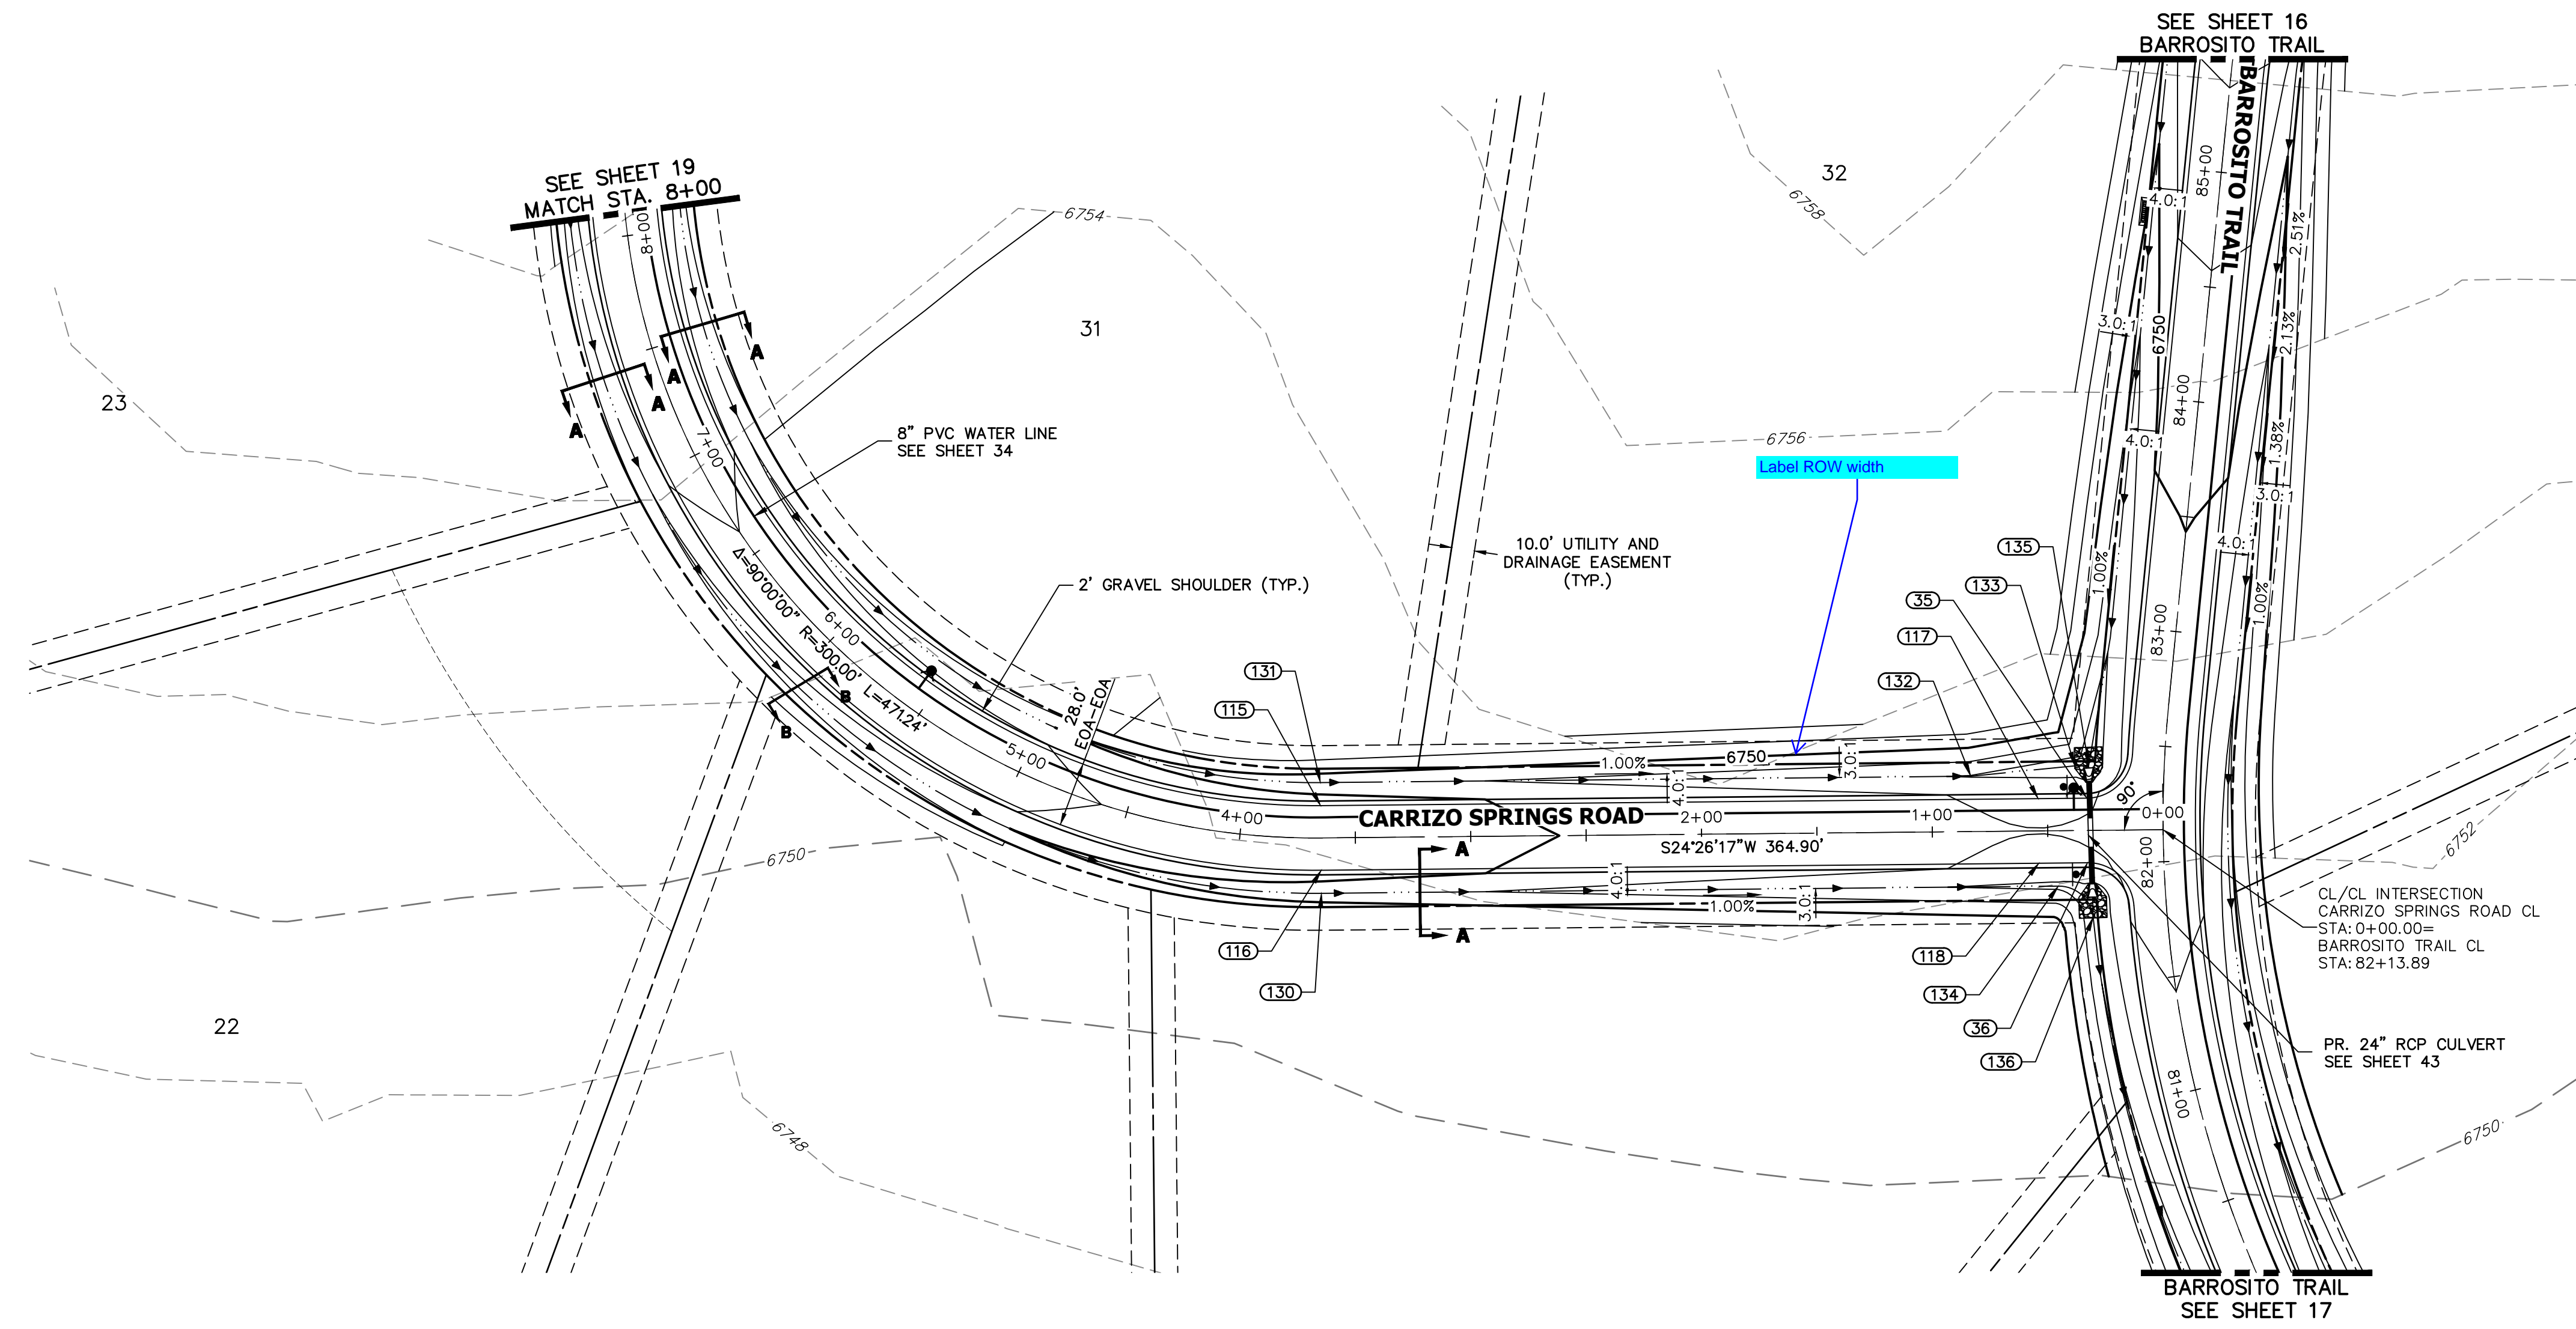 SEE SHEET 16
BARROSITO TRAIL
BARROSITO TRAIL
SEE SHEET 19
MATCH STA. 8+00
8+00
7+00
6+00
5+00
4+00
2+00
1+00
0+00
85+00
84+00
83+00
82+00
81+00
6754
6758
6756
6752
6750
6750
6748
6750
6750
6750
32
31
23
22
8" PVC WATER LINE
SEE SHEET 34
2' GRAVEL SHOULDER (TYP.)
10.0' UTILITY AND
DRAINAGE EASEMENT
(TYP.)
Label ROW width
Δ=90°00'00" R=300.00' L=471.24'
28.0'
EOA-EOA
CARRIZO SPRINGS ROAD
S24°26'17"W 364.90'
90°
A
A
A
A
A
A
B
B
131
115
116
130
135
133
35
117
132
118
134
36
136
1.00%
1.00%
1.00%
1.00%
1.38%
2.13%
2.51%
4.0:1
4.0:1
4.0:1
4.0:1
4.0:1
3.0:1
3.0:1
3.0:1
3.0:1
CL/CL INTERSECTION
CARRIZO SPRINGS ROAD CL
STA: 0+00.00=
BARROSITO TRAIL CL
STA: 82+13.89
PR. 24" RCP CULVERT
SEE SHEET 43
BARROSITO TRAIL
SEE SHEET 17